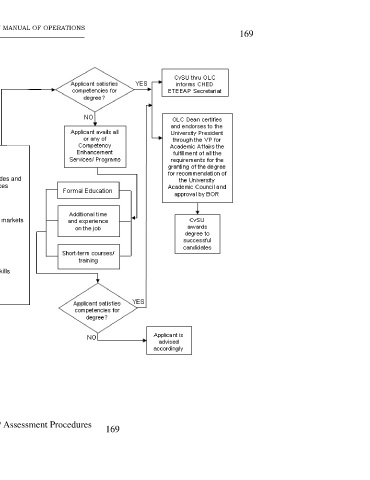 MANUAL OF OPERATIONS
169
Applicant satisfies
competencies for
degree?
YES
CvSU thru OLC
informs CHED
ETEEAP Secretariat
NO
Applicant avails all
or any of
Competency
Enhancement
Services/ Programs
OLC Dean certifies
and endorses to the
University President
through the VP for
Academic Affairs the
fulfillment of all the
requirements for the
granting of the degree
for recommendation of
the University
Academic Council and
approval by BOR
des and
ces
markets
kills
Formal Education
Additional time
and experience
on the job
Short-term courses/
training
CvSU
awards
degree to
successful
candidates
Applicant satisfies
competencies for
degree?
YES
NO
Applicant is
advised
accordingly
P Assessment Procedures
169